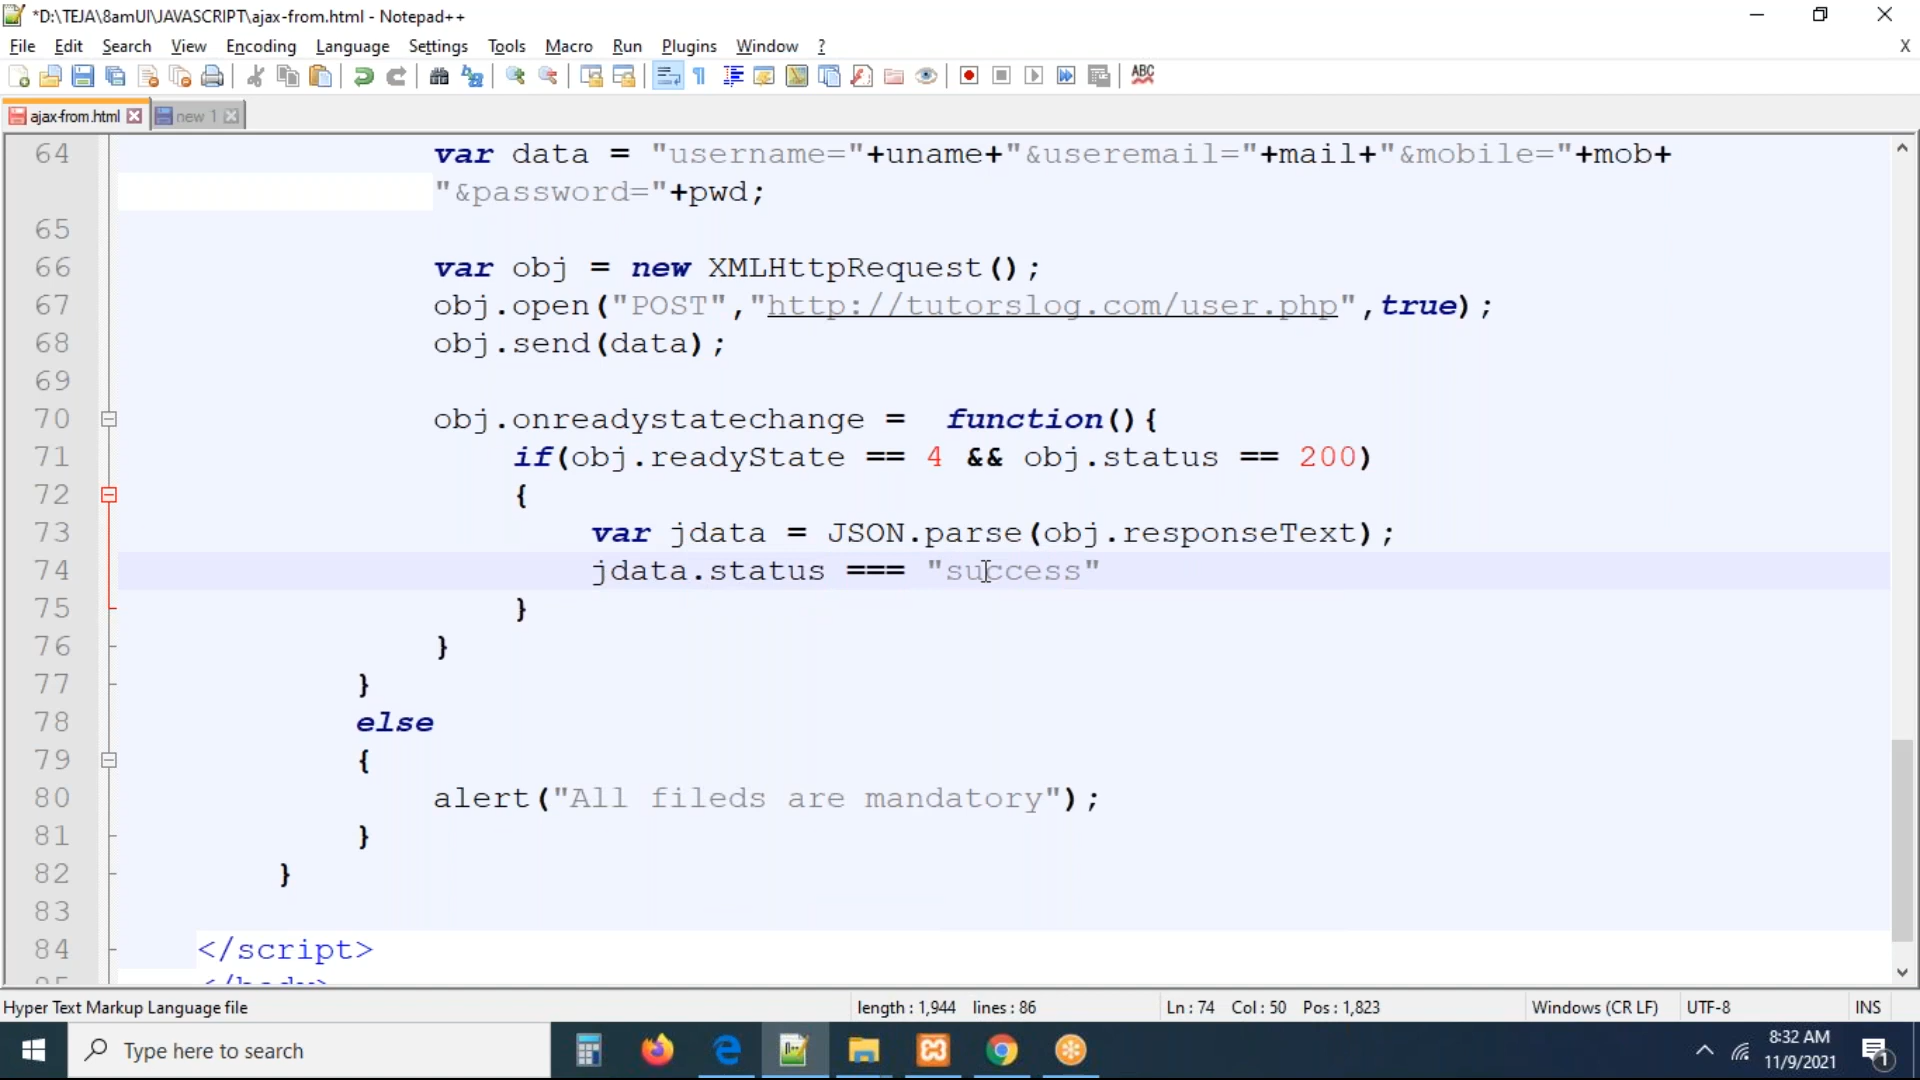 *D:\TEJA\8amUI\JAVASCRIPT\ajax-from.html - Notepad++
File Edit Search View Encoding Language Settings Tools Macro Run Plugins Window ? X
ABC
ajax-from.html new 1
64 var data = "username="+uname+"&useremail="+mail+"&mobile="+mob+
"&password="+pwd;
65
66 var obj = new XMLHttpRequest();
67 obj.open("POST","http://tutorslog.com/user.php",true);
68 obj.send(data);
69
70 obj.onreadystatechange = function(){
71 if(obj.readyState == 4 && obj.status == 200)
72 {
73 var jdata = JSON.parse(obj.responseText);
74 jdata.status === "success"
75 }
76 }
77 }
78 else
79 {
80 alert("All fileds are mandatory");
81 }
82 }
83
84 </script>
85 </body>
Hyper Text Markup Language file length : 1,944 lines : 86 Ln : 74 Col : 50 Pos : 1,823 Windows (CR LF) UTF-8 INS
Type here to search
8:32 AM
11/9/2021
1